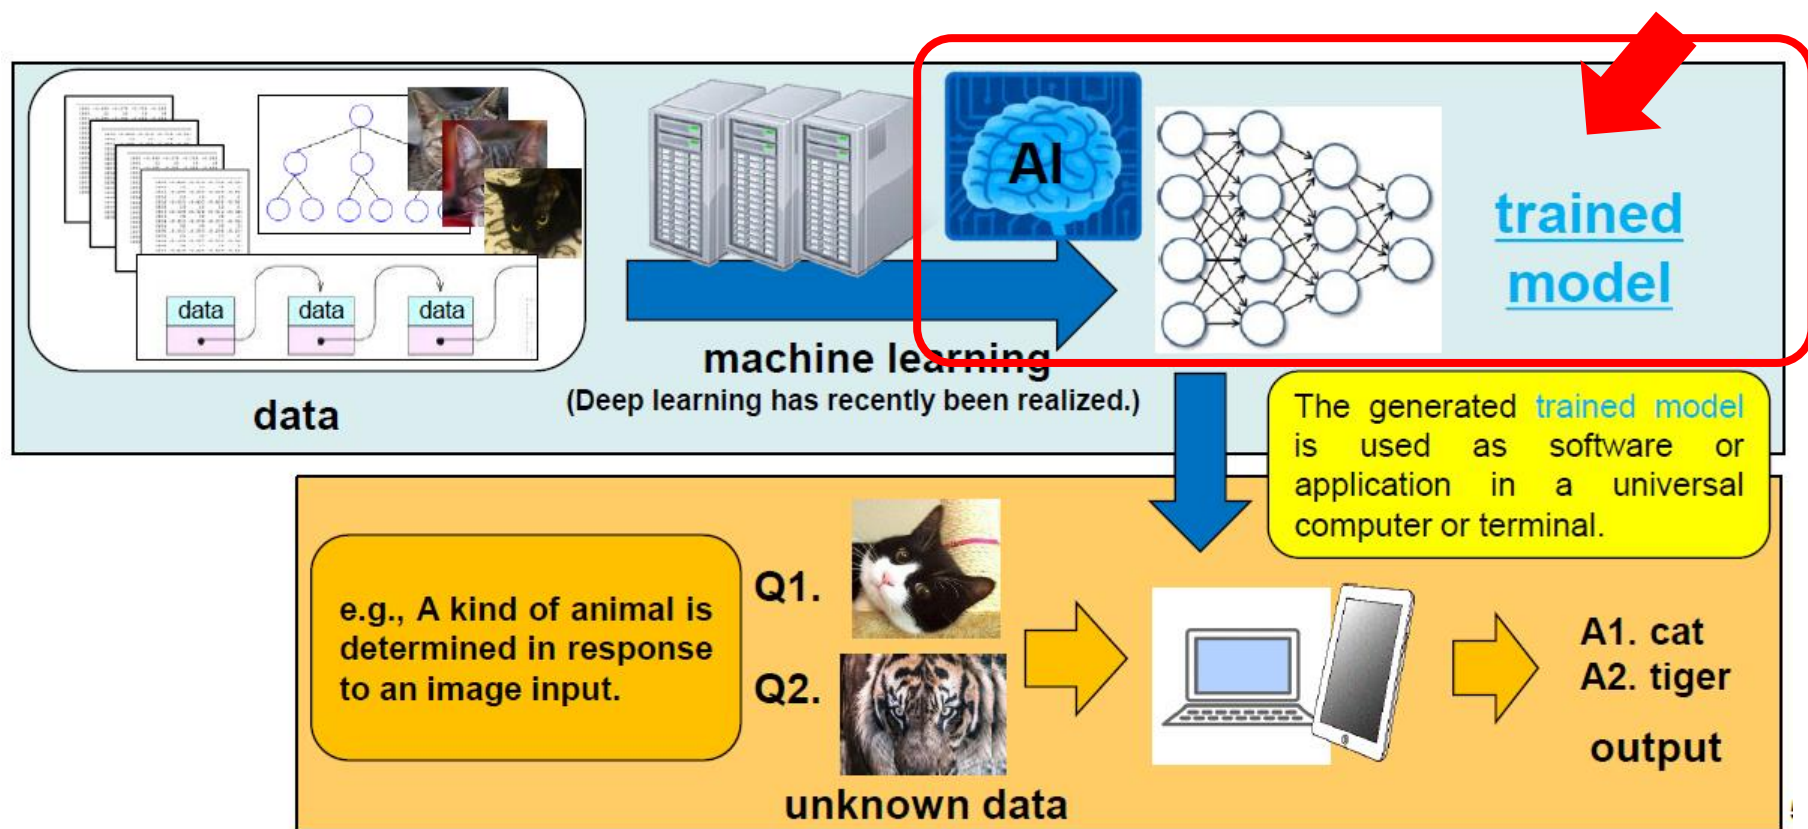 data
data
data
data
AI
machine learning
(Deep learning has recently been realized.)
trained
model
The generated trained model
is used as software or
application in a universal
computer or terminal.
e.g., A kind of animal is
determined in response
to an image input.
Q1.
Q2.
unknown data
A1. cat
A2. tiger
output